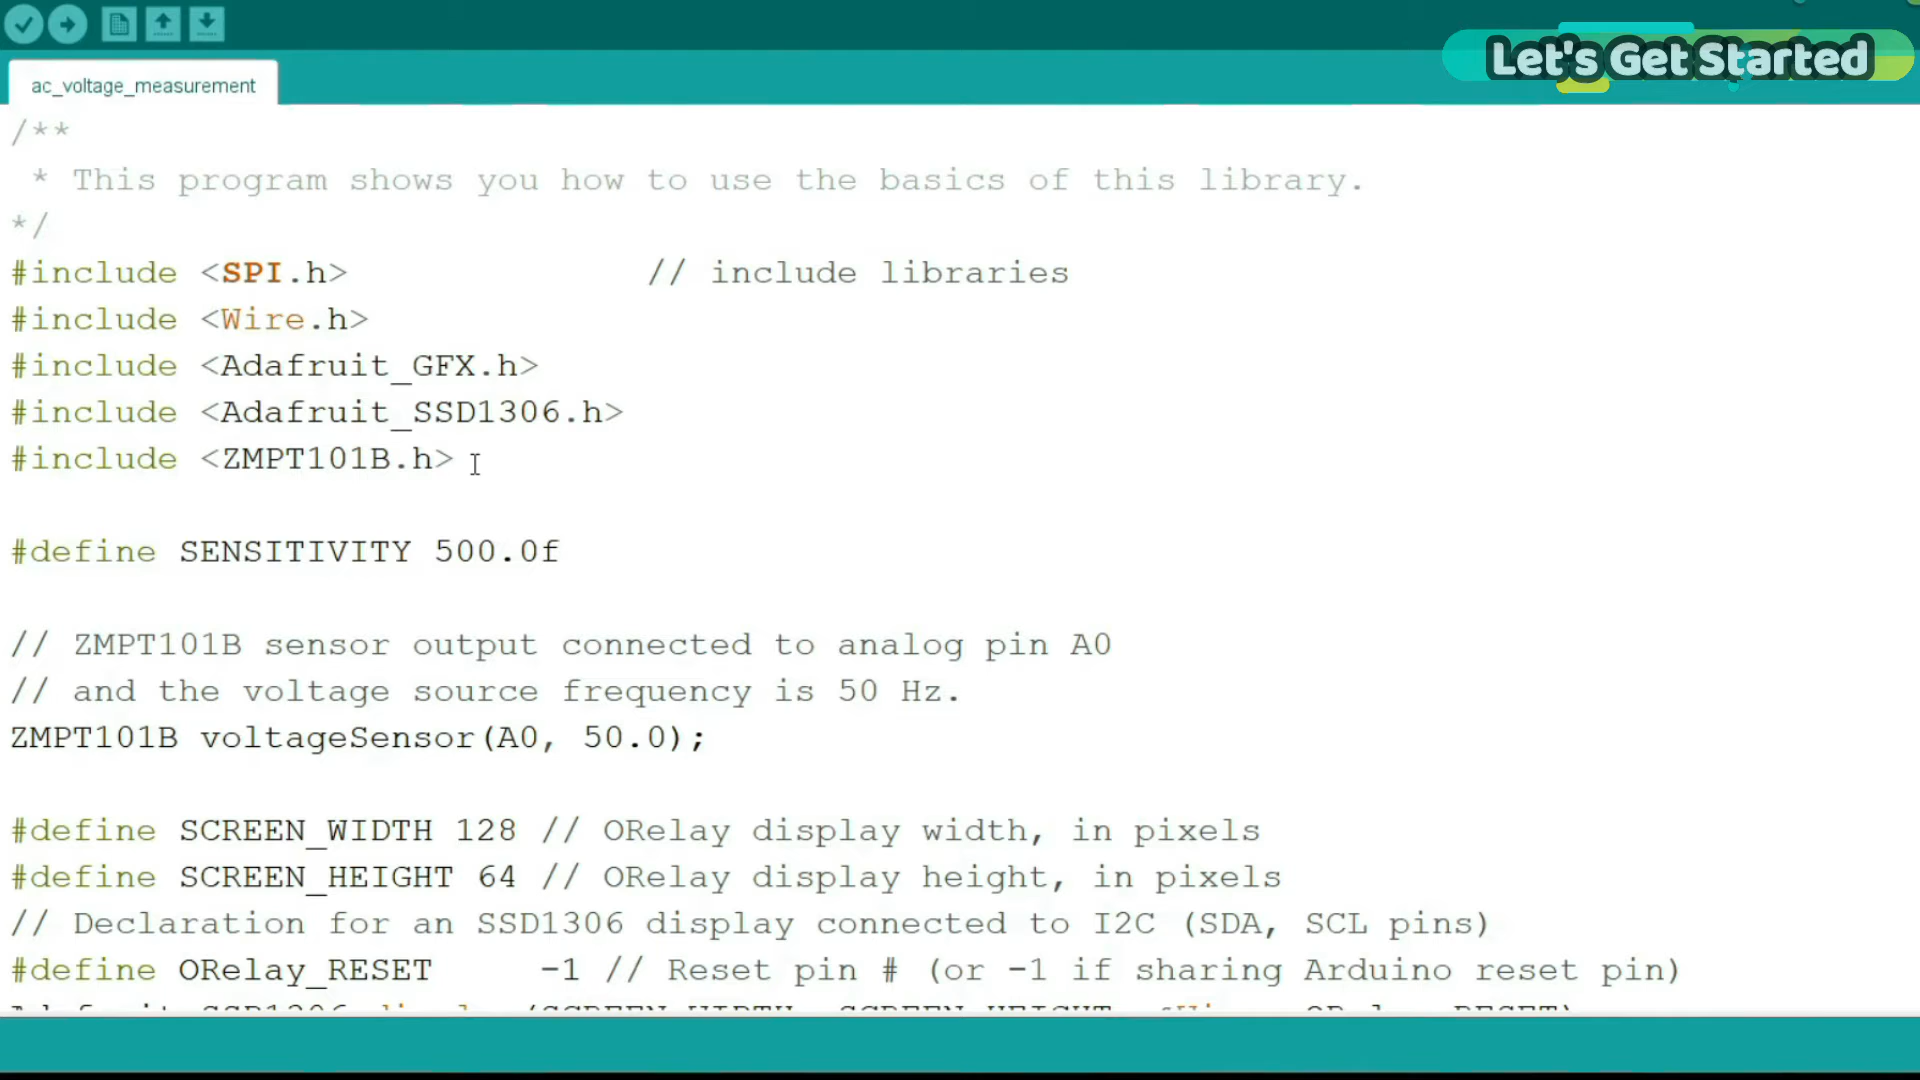 Let's Get Started
ac_voltage_measurement
/**
 * This program shows you how to use the basics of this library.
*/
#include <SPI.h>              // include libraries
#include <Wire.h>
#include <Adafruit_GFX.h>
#include <Adafruit_SSD1306.h>
#include <ZMPT101B.h>
#define SENSITIVITY 500.0f
// ZMPT101B sensor output connected to analog pin A0
// and the voltage source frequency is 50 Hz.
ZMPT101B voltageSensor(A0, 50.0);
#define SCREEN_WIDTH 128 // ORelay display width, in pixels
#define SCREEN_HEIGHT 64 // ORelay display height, in pixels
// Declaration for an SSD1306 display connected to I2C (SDA, SCL pins)
#define ORelay_RESET     -1 // Reset pin # (or -1 if sharing Arduino reset pin)